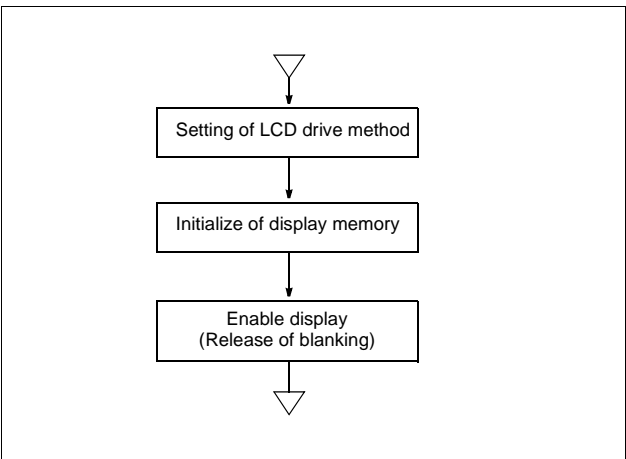 Setting of LCD drive method
Initialize of display memory
Enable display
(Release of blanking)